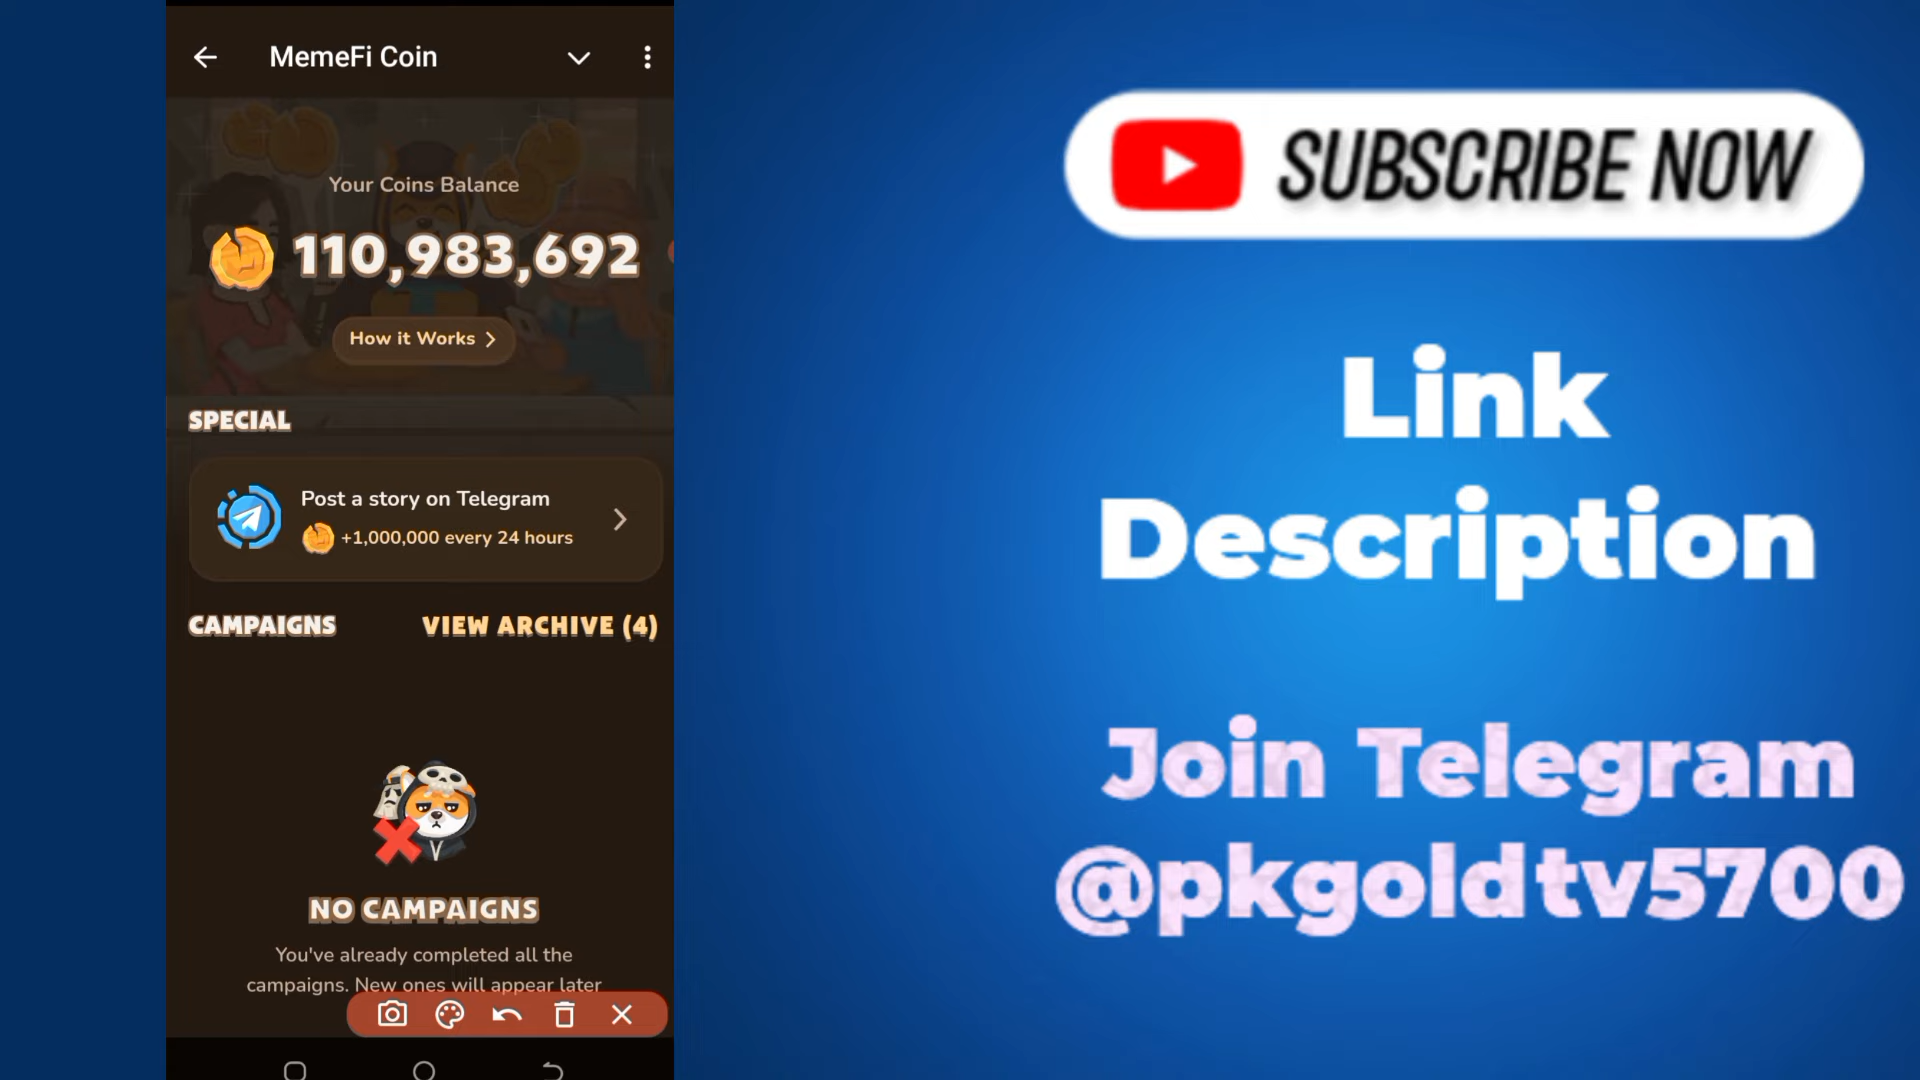 MemeFi Coin
Your Coins Balance
110,983,692
How it Works
SPECIAL
Post a story on Telegram
+1,000,000 every 24 hours
CAMPAIGNS
VIEW ARCHIVE (4)
NO CAMPAIGNS
You've already completed all the
campaigns. New ones will appear later
SUBSCRIBE NOW
Link
Description
Join Telegram
@pkgoldtv5700